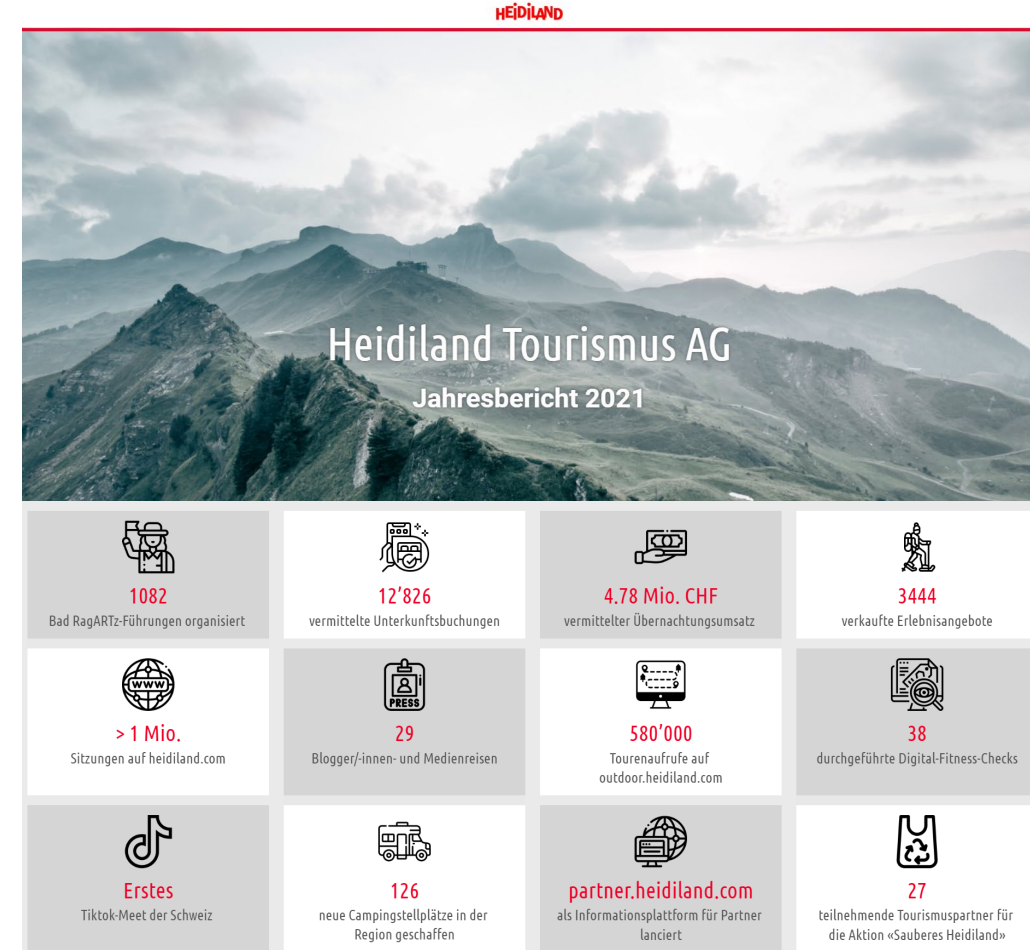 HEiDiLAND
Heidiland Tourismus AG
Jahresbericht 2021
1082
Bad RagARTz-Führungen organisiert
12’826
vermittelte Unterkunftsbuchungen
4.78 Mio. CHF
vermittelter Übernachtungsumsatz
3444
verkaufte Erlebnisangebote
WWW
> 1 Mio.
Sitzungen auf heidiland.com
PRESS
29
Blogger/-innen- und Medienreisen
580’000
Tourenaufrufe auf
outdoor.heidiland.com
38
durchgeführte Digital-Fitness-Checks
Erstes
Tiktok-Meet der Schweiz
126
neue Campingstellplätze in der
Region geschaffen
partner.heidiland.com
als Informationsplattform für Partner
lanciert
27
teilnehmende Tourismuspartner für
die Aktion «Sauberes Heidiland»